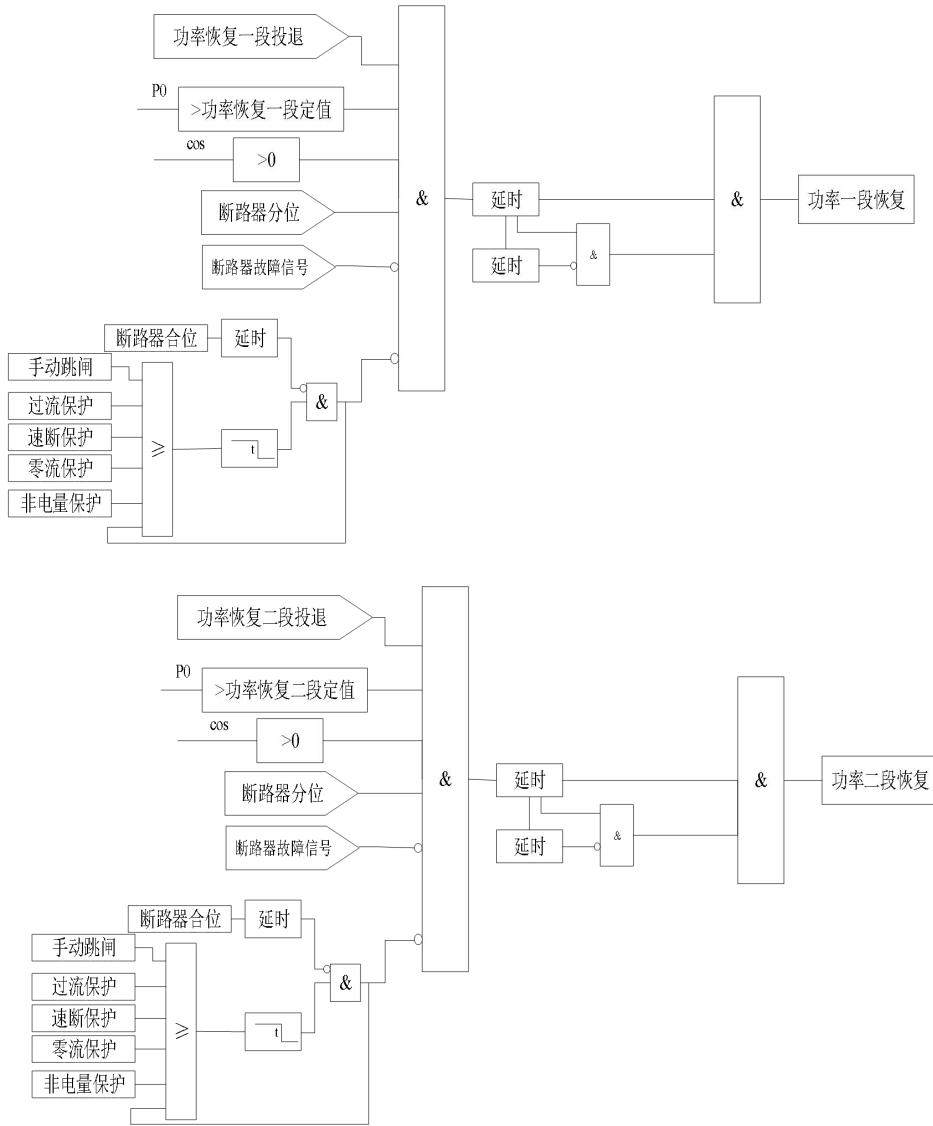 功率恢复一段投退
P0
>功率恢复一段定值
cos
>0
断路器分位
断路器故障信号
&
延时
延时
&
&
功率一段恢复
断路器合位
延时
手动跳闸
过流保护
速断保护
零流保护
非电量保护
≥
t
&
功率恢复二段投退
P0
>功率恢复二段定值
cos
>0
断路器分位
断路器故障信号
&
延时
延时
&
&
功率二段恢复
断路器合位
延时
手动跳闸
过流保护
速断保护
零流保护
非电量保护
≥
t
&